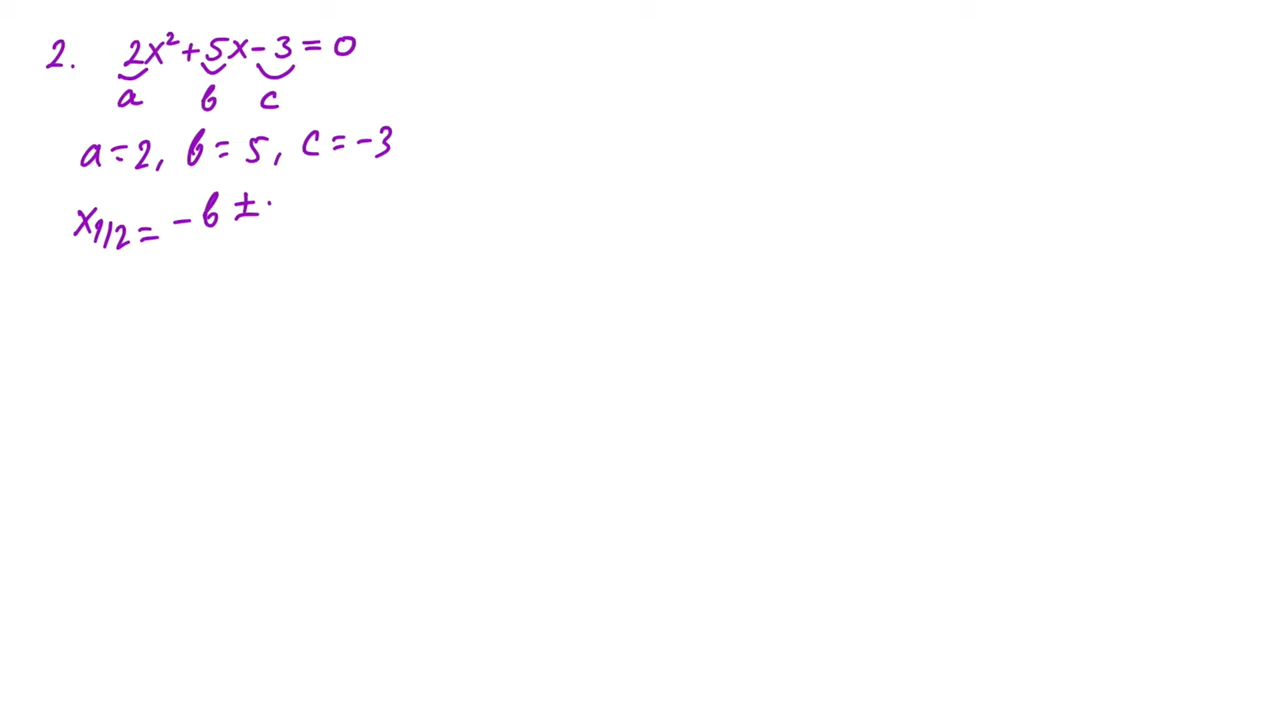 2. 2x² + 5x - 3 = 0
a b c
a = 2, b = 5, c = -3
x₁/₂ = -b ±